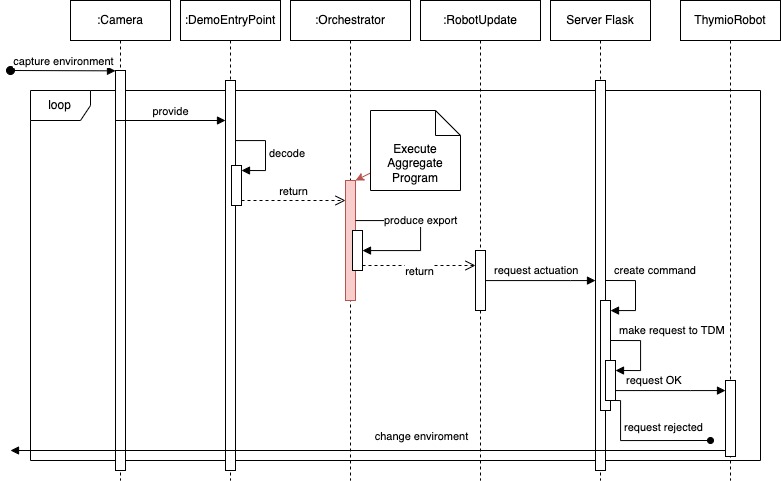 :Camera
:DemoEntryPoint
:Orchestrator
:RobotUpdate
Server Flask
ThymioRobot
capture environment
loop
provide
decode
Execute
Aggregate
Program
return
produce export
return
request actuation
create command
make request to TDM
request OK
request rejected
change enviroment